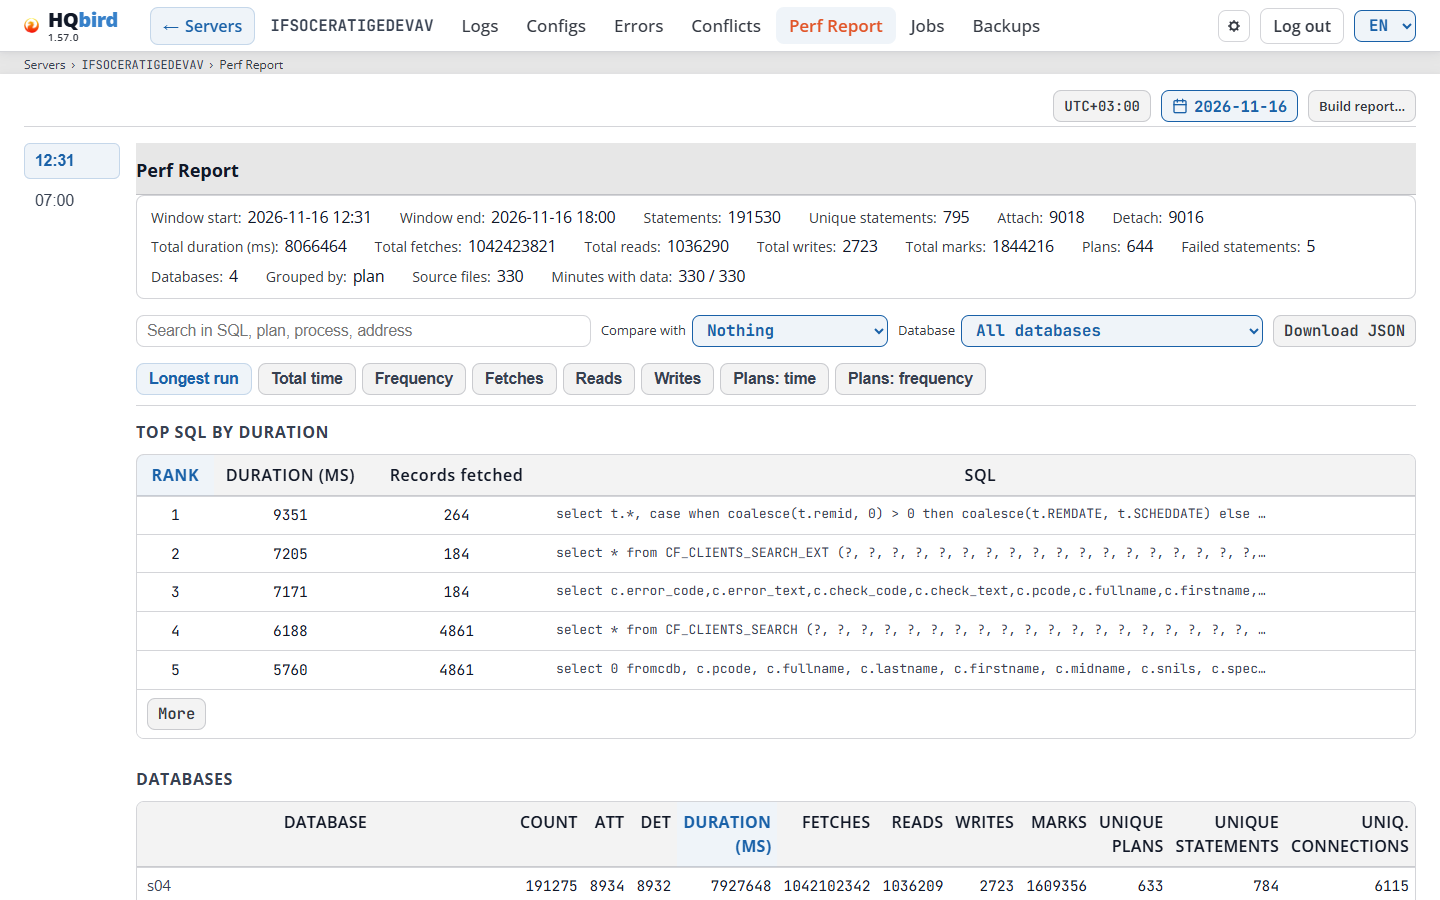 HQbird
1.57.0
← Servers
IFSOCERATIGEDEVAV
Logs
Configs
Errors
Conflicts
Perf Report
Jobs
Backups
Log out
EN
Servers › IFSOCERATIGEDEVAV › Perf Report
UTC+03:00
2026-11-16
Build report…
12:31
07:00
Perf Report
Window start: 2026-11-16 12:31 Window end: 2026-11-16 18:00 Statements: 191530 Unique statements: 795 Attach: 9018 Detach: 9016
Total duration (ms): 8066464 Total fetches: 1042423821 Total reads: 1036290 Total writes: 2723 Total marks: 1844216 Plans: 644 Failed statements: 5
Databases: 4 Grouped by: plan Source files: 330 Minutes with data: 330 / 330
Search in SQL, plan, process, address
Compare with Nothing
Database All databases
Download JSON
Longest run
Total time
Frequency
Fetches
Reads
Writes
Plans: time
Plans: frequency
TOP SQL BY DURATION
RANK DURATION (MS) Records fetched SQL
1 9351 264 select t.*, case when coalesce(t.remid, 0) > 0 then coalesce(t.REMDATE, t.SCHEDDATE) else …
2 7205 184 select * from CF_CLIENTS_SEARCH_EXT (?, ?, ?, ?, ?, ?, ?, ?, ?, ?, ?, ?, ?, ?, ?, ?, ?, ?,…
3 7171 184 select c.error_code,c.error_text,c.check_code,c.check_text,c.pcode,c.fullname,c.firstname,…
4 6188 4861 select * from CF_CLIENTS_SEARCH (?, ?, ?, ?, ?, ?, ?, ?, ?, ?, ?, ?, ?, ?, ?, ?, ?, ?, ?, …
5 5760 4861 select 0 fromcdb, c.pcode, c.fullname, c.lastname, c.firstname, c.midname, c.snils, c.spec…
More
DATABASES
DATABASE COUNT ATT DET DURATION (MS) FETCHES READS WRITES MARKS UNIQUE PLANS UNIQUE STATEMENTS UNIQ. CONNECTIONS
s04 191275 8934 8932 7927648 1042102342 1036209 2723 1609356 633 784 6115